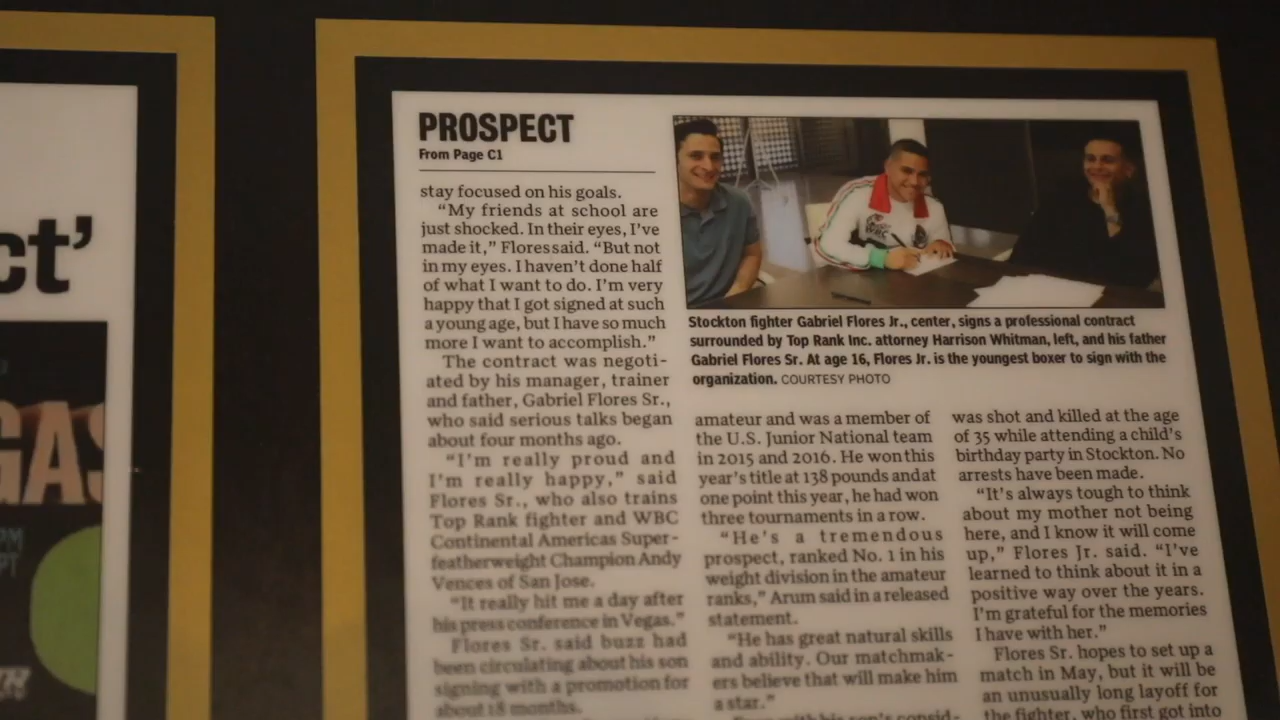 ct’
GAS
PROSPECT
From Page C1
stay focused on his goals.
“My friends at school are
just shocked. In their eyes, I’ve
made it,” Flores said. “But not
in my eyes. I haven’t done half
of what I want to do. I’m very
happy that I got signed at such
a young age, but I have so much
more I want to accomplish.”
The contract was negoti-
ated by his manager, trainer
and father, Gabriel Flores Sr.,
who said serious talks began
about four months ago.
“I’m really proud and
I’m really happy,” said
Flores Sr., who also trains
Top Rank fighter and WBC
Continental Americas Super-
featherweight Champion Andy
Vences of San Jose.
“It really hit me a day after
his press conference in Vegas.”
Flores Sr. said buzz had
been circulating about his son
signing with a promotion for
about 18 months.
Stockton fighter Gabriel Flores Jr., center, signs a professional contract
surrounded by Top Rank Inc. attorney Harrison Whitman, left, and his father
Gabriel Flores Sr. At age 16, Flores Jr. is the youngest boxer to sign with the
organization. COURTESY PHOTO
amateur and was a member of
the U.S. Junior National team
in 2015 and 2016. He won this
year’s title at 138 pounds and at
one point this year, he had won
three tournaments in a row.
“He’s a tremendous
prospect, ranked No. 1 in his
weight division in the amateur
ranks,” Arum said in a released
statement.
“He has great natural skills
and ability. Our matchmak-
ers believe that will make him
a star.”
with his son’s consid-
was shot and killed at the age
of 35 while attending a child’s
birthday party in Stockton. No
arrests have been made.
“It’s always tough to think
about my mother not being
here, and I know it will come
up,” Flores Jr. said. “I’ve
learned to think about it in a
positive way over the years.
I’m grateful for the memories
I have with her.”
Flores Sr. hopes to set up a
match in May, but it will be
an unusually long layoff for
the fighter, who first got into